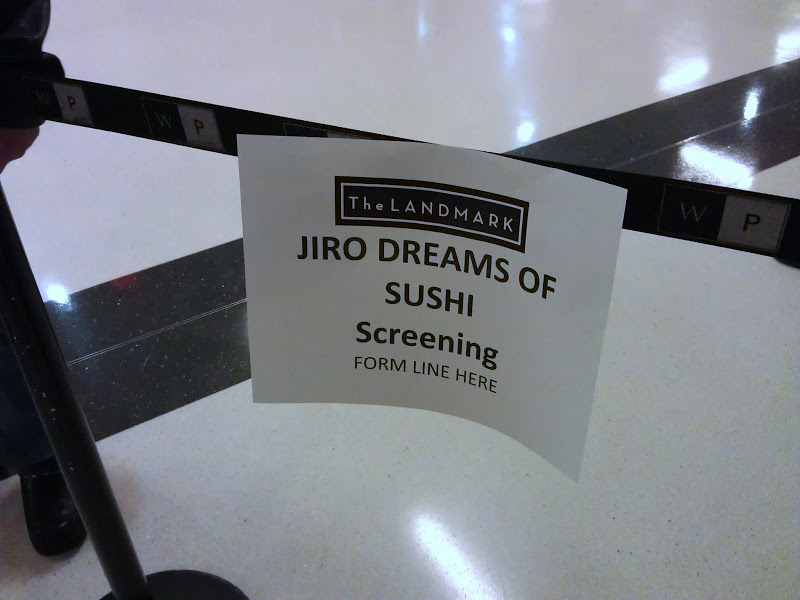 W P
W P
The LANDMARK
JIRO DREAMS OF
SUSHI
Screening
FORM LINE HERE
W P